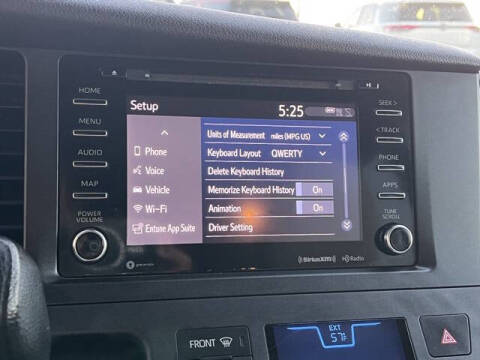 HOME
MENU
AUDIO
MAP
POWER
VOLUME
Setup
5:25
Phone
Voice
Vehicle
Wi-Fi
Entune App Suite
Units of Measurement miles (MPG US)
Keyboard Layout QWERTY
Delete Keyboard History
Memorize Keyboard History On
Animation On
Driver Setting
SEEK >
< TRACK
PHONE
APPS
TUNE
SCROLL
SiriusXM
HD Radio
FRONT
EXT
57°F